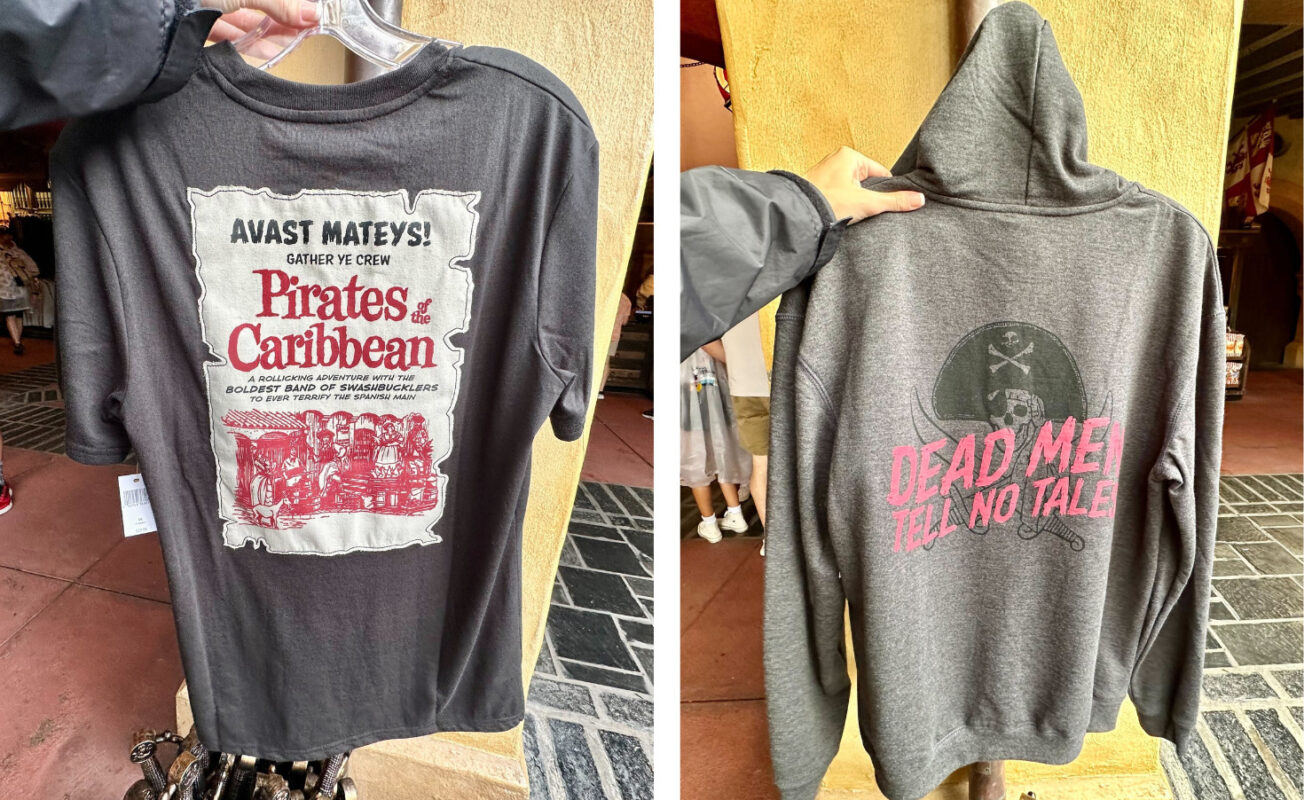 AVAST MATEYS!
GATHER YE CREW
Pirates of the
Caribbean
A ROLLICKING ADVENTURE WITH THE
BOLDEST BAND OF SWASHBUCKLERS
TO EVER TERRIFY THE SPANISH MAIN
DEAD MEN
TELL NO TALES